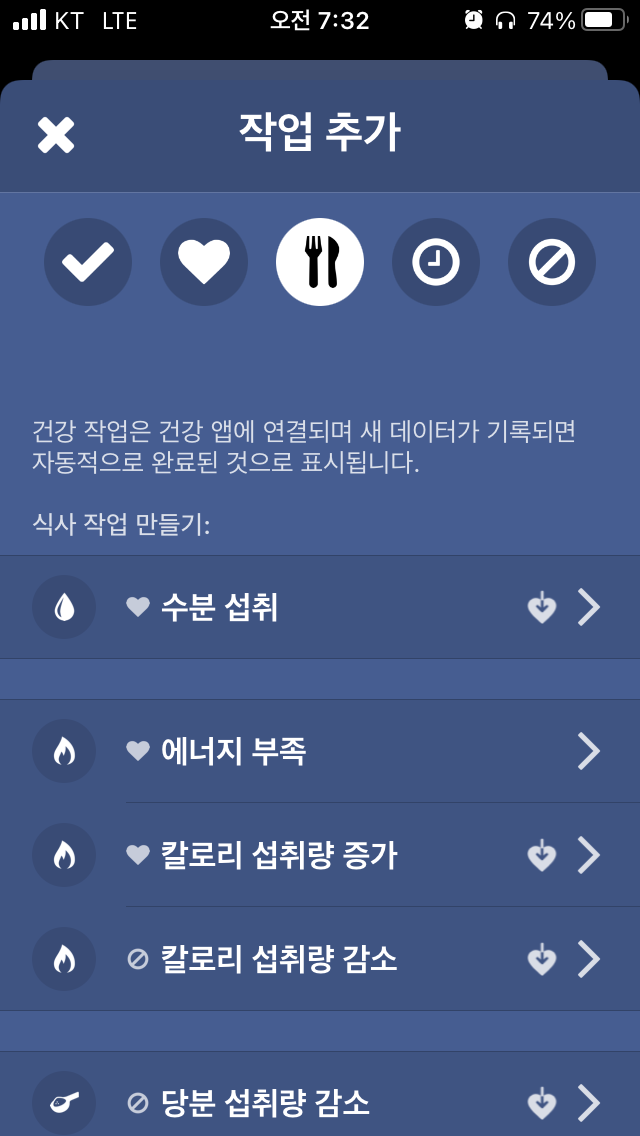 KT LTE 오전 7:32 74%
작업 추가
건강 작업은 건강 앱에 연결되며 새 데이터가 기록되면
자동적으로 완료된 것으로 표시됩니다.
식사 작업 만들기:
수분 섭취
에너지 부족
칼로리 섭취량 증가
칼로리 섭취량 감소
당분 섭취량 감소